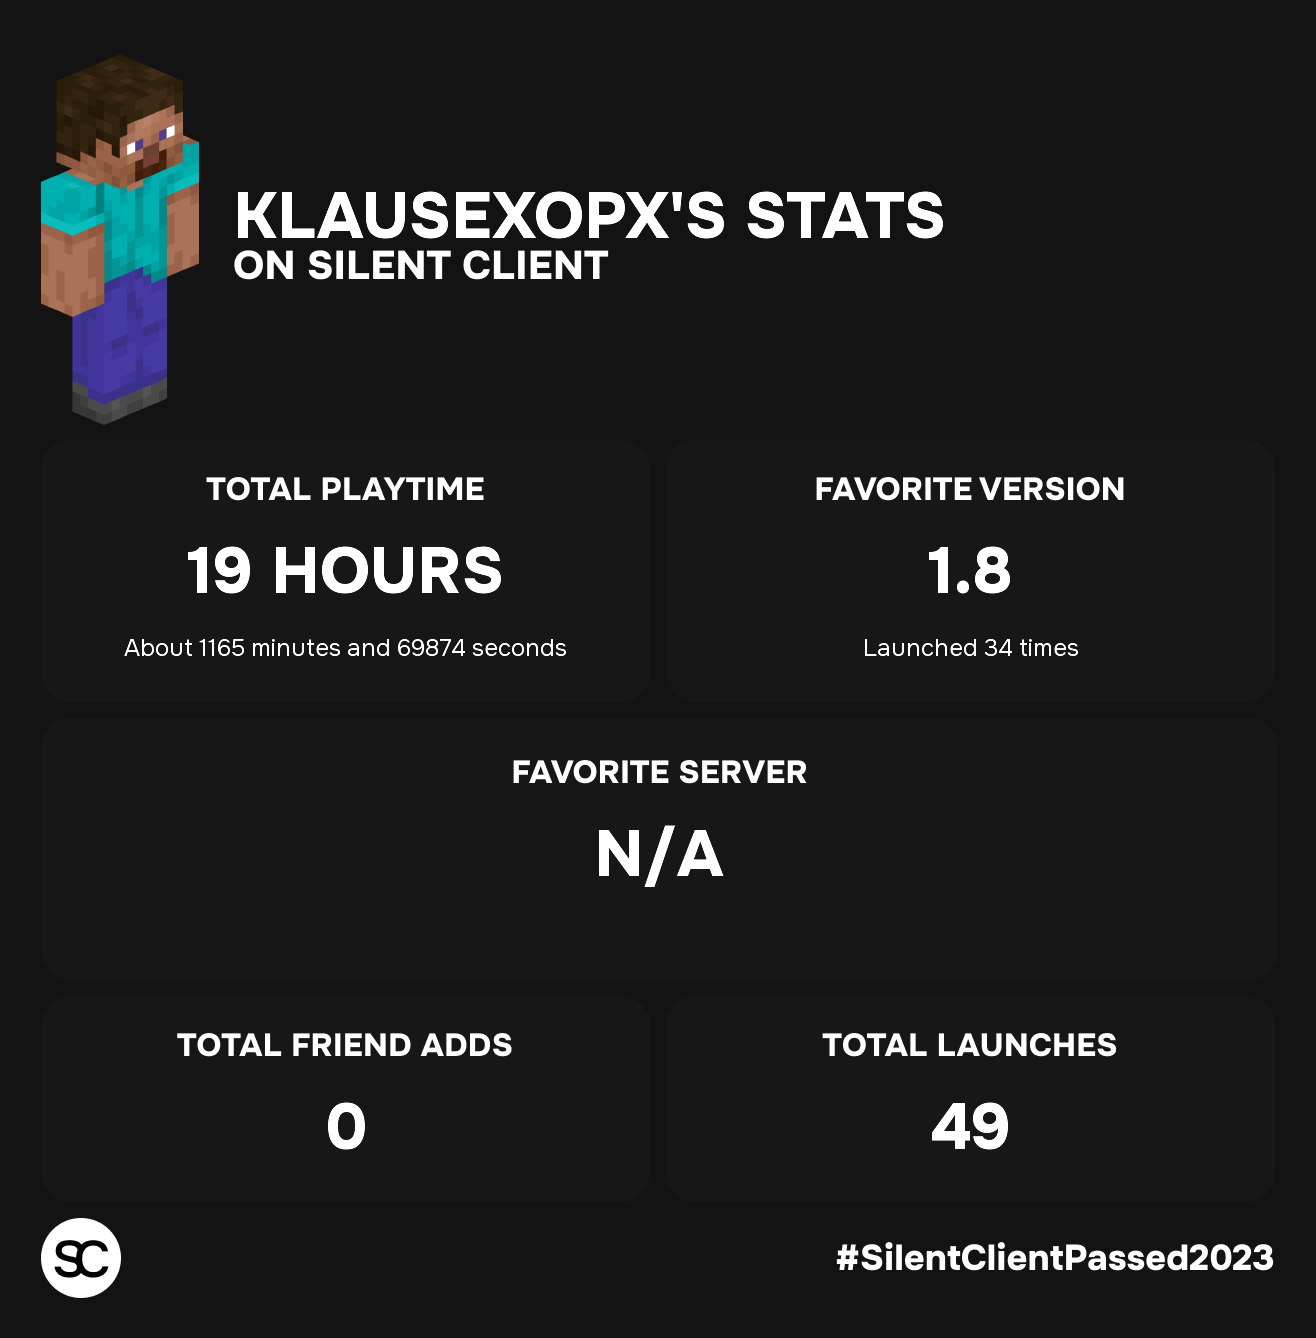 KLAUSEXOPX'S STATS
ON SILENT CLIENT
TOTAL PLAYTIME
19 HOURS
About 1165 minutes and 69874 seconds
FAVORITE VERSION
1.8
Launched 34 times
FAVORITE SERVER
N/A
TOTAL FRIEND ADDS
0
TOTAL LAUNCHES
49
SC
#SilentClientPassed2023